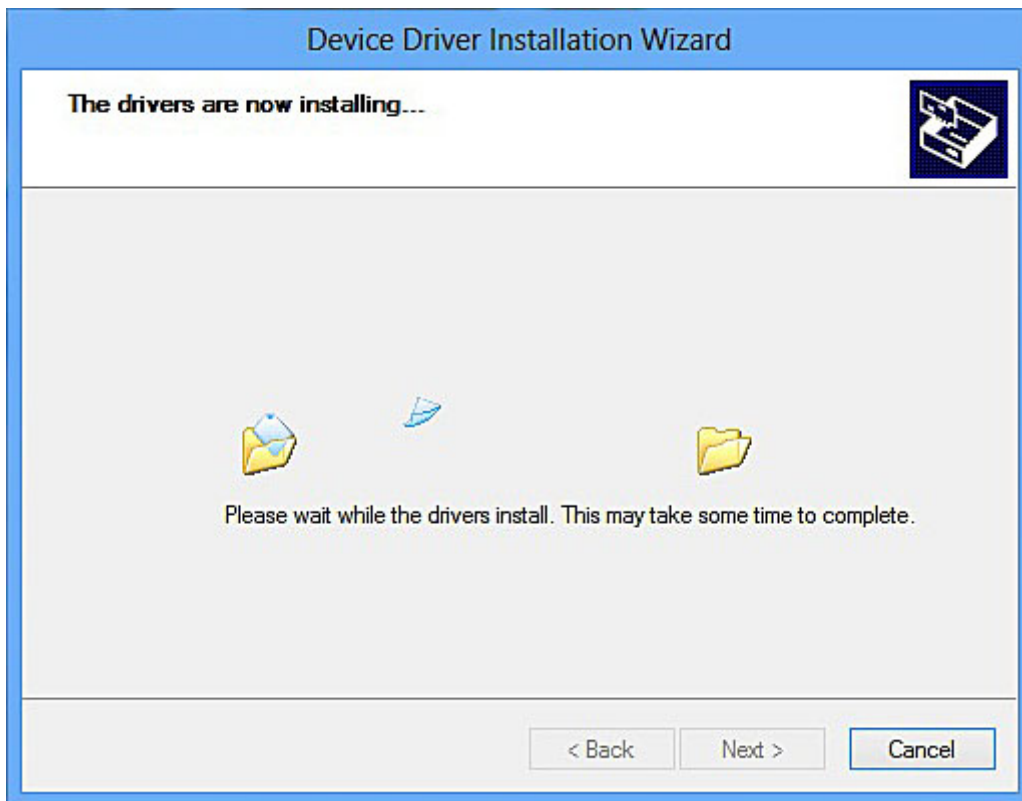 Device Driver Installation Wizard
The drivers are now installing...
Please wait while the drivers install. This may take some time to complete.
< Back
Next >
Cancel